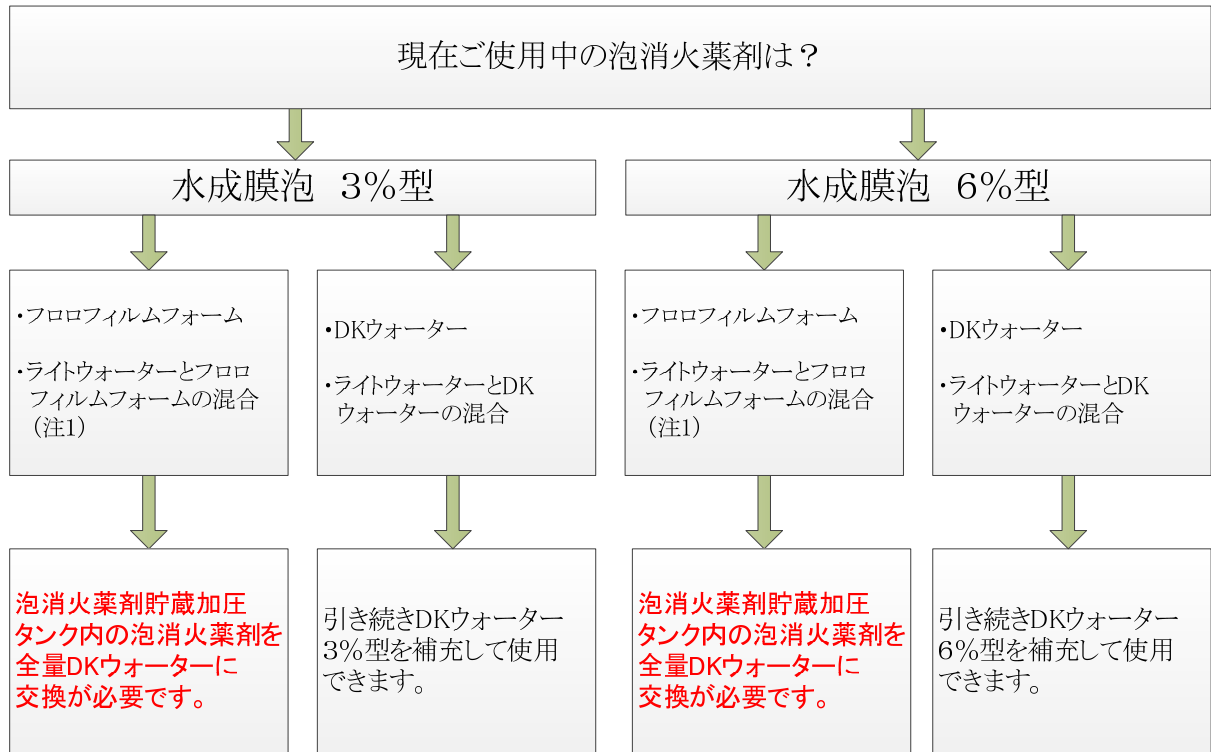 現在ご使用中の泡消火薬剤は？
水成膜泡　３％型
水成膜泡　６％型
・フロロフィルムフォーム
・ライトウォーターとフロロ
フィルムフォームの混合
（注1）
・DKウォーター
・ライトウォーターとDK
ウォーターの混合
・フロロフィルムフォーム
・ライトウォーターとフロロ
フィルムフォームの混合
（注1）
・DKウォーター
・ライトウォーターとDK
ウォーターの混合
泡消火薬剤貯蔵加圧
タンク内の泡消火薬剤を
全量DKウォーターに
交換が必要です。
引き続きDKウォーター
3％型を補充して使用
できます。
泡消火薬剤貯蔵加圧
タンク内の泡消火薬剤を
全量DKウォーターに
交換が必要です。
引き続きDKウォーター
6％型を補充して使用
できます。